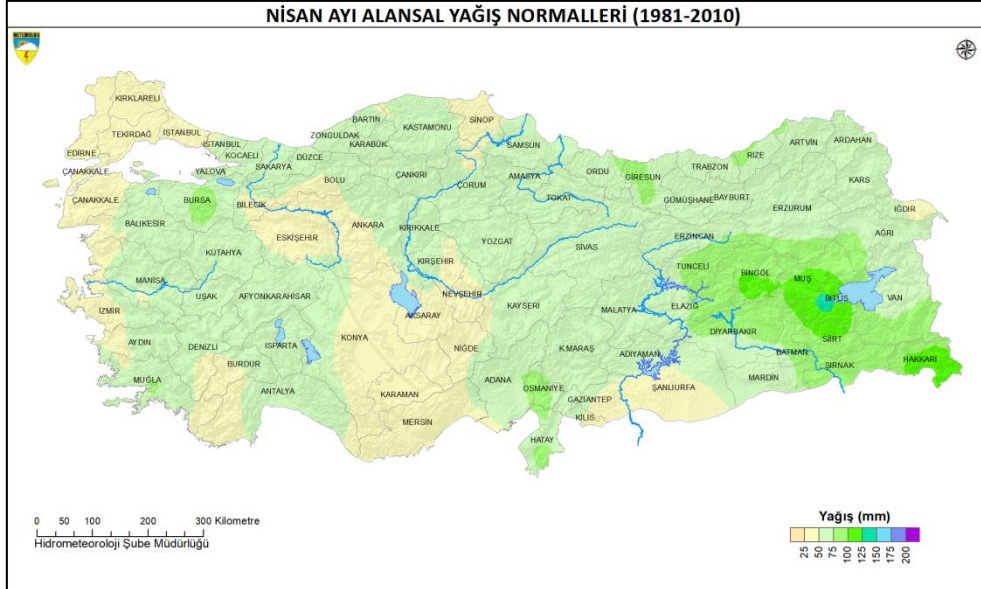 NİSAN AYI ALANSAL YAĞIŞ NORMALLERİ (1981-2010)
METEOROLOJİ
KIRKLARELİ
TEKİRDAĞ
İSTANBUL
EDİRNE
İSTANBUL
KOCAELİ
ÇANAKKALE
YALOVA
SAKARYA
DÜZCE
ZONGULDAK
BARTIN
KARABÜK
KASTAMONU
SİNOP
SAMSUN
ORDU
GİRESUN
TRABZON
RİZE
ARTVİN
ARDAHAN
KARS
ÇANAKKALE
BURSA
BİLECİK
BOLU
ÇANKIRI
ÇORUM
AMASYA
TOKAT
GÜMÜŞHANE
BAYBURT
ERZURUM
IĞDIR
AĞRI
BALIKESİR
ESKİŞEHİR
ANKARA
KIRIKKALE
YOZGAT
SİVAS
ERZİNCAN
KÜTAHYA
KIRŞEHİR
TUNCELİ
BİNGÖL
MUŞ
MANİSA
UŞAK
AFYONKARAHİSAR
NEVŞEHİR
KAYSERİ
MALATYA
ELAZIĞ
BİTLİS
VAN
İZMİR
AKSARAY
DİYARBAKIR
SİİRT
AYDIN
DENİZLİ
ISPARTA
KONYA
NİĞDE
K.MARAŞ
ADIYAMAN
BATMAN
ŞIRNAK
HAKKARİ
MUĞLA
BURDUR
ANTALYA
KARAMAN
ADANA
OSMANİYE
GAZİANTEP
ŞANLIURFA
MARDİN
MERSİN
KİLİS
HATAY
0 50 100 200 300 Kilometre
Hidrometeoroloji Şube Müdürlüğü
Yağış (mm)
25 50 75 100 125 150 175 200